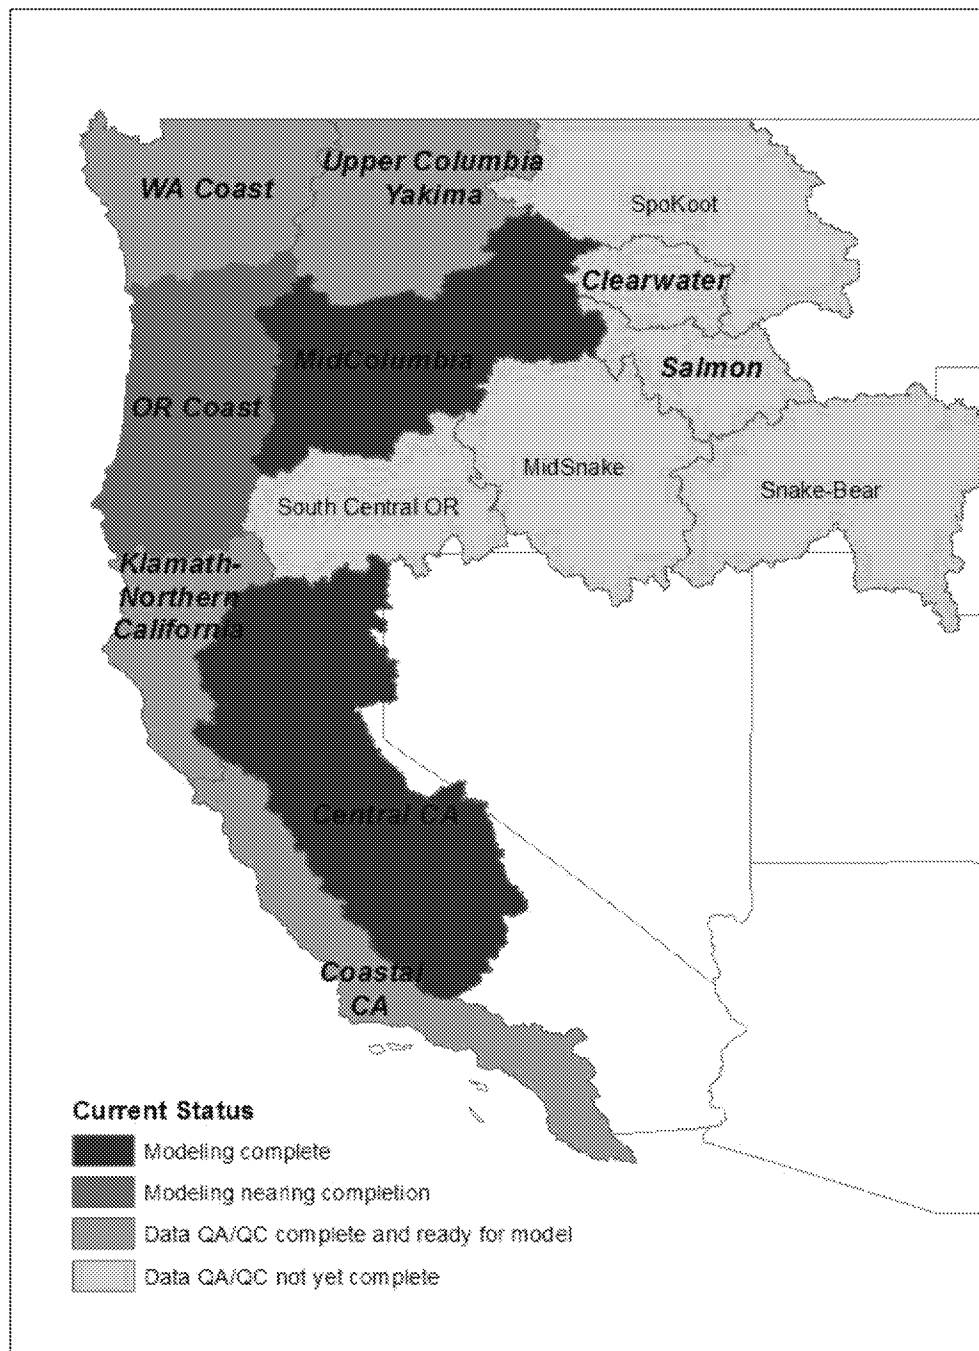 WA Coast
Upper Columbia
Yakima
SpoKoot
Clearwater
MidColumbia
Salmon
OR Coast
MidSnake
Snake-Bear
South Central OR
Klamath-
Northern
California
Central CA
Coastal
CA
Current Status
Modeling complete
Modeling nearing completion
Data QA/QC complete and ready for model
Data QA/QC not yet complete